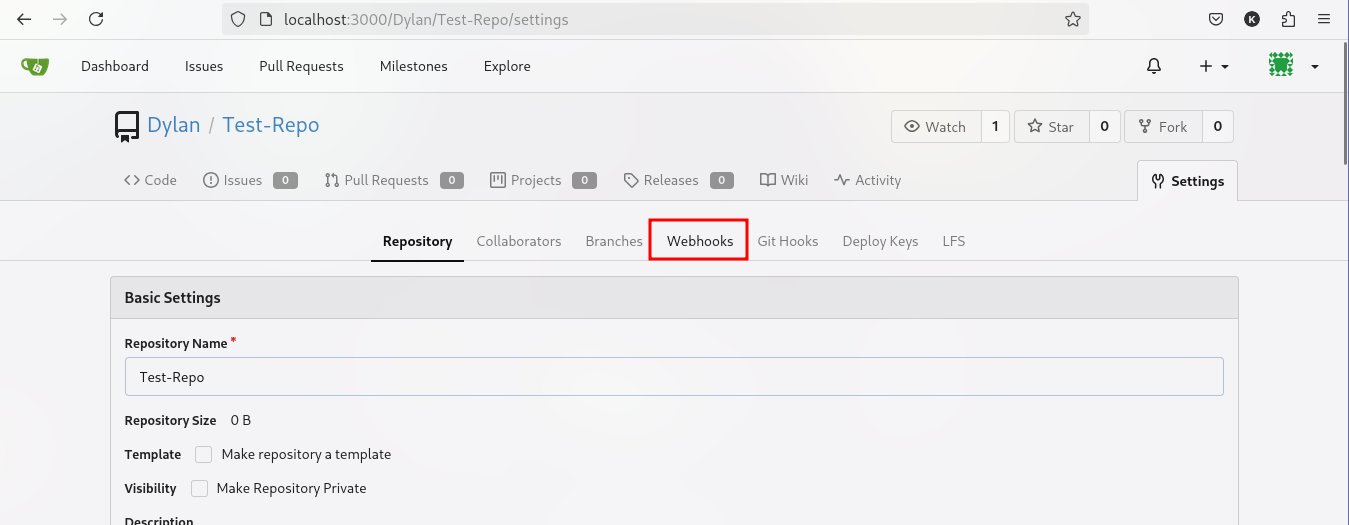 localhost:3000/Dylan/Test-Repo/settings
K
Dashboard Issues Pull Requests Milestones Explore
Dylan / Test-Repo
Watch 1 Star 0 Fork 0
Code Issues 0 Pull Requests 0 Projects 0 Releases 0 Wiki Activity Settings
Repository Collaborators Branches Webhooks Git Hooks Deploy Keys LFS
Basic Settings
Repository Name *
Test-Repo
Repository Size 0 B
Template Make repository a template
Visibility Make Repository Private
Description